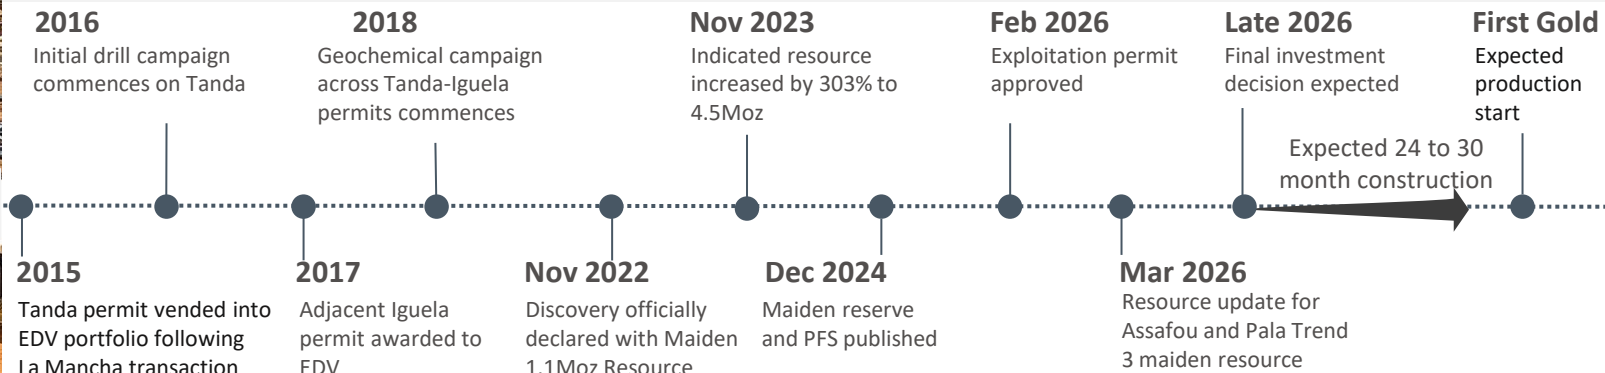 2016
Initial drill campaign
commences on Tanda
2018
Geochemical campaign
across Tanda-Iguela
permits commences
Nov 2023
Indicated resource
increased by 303% to
4.5Moz
Feb 2026
Exploitation permit
approved
Late 2026
Final investment
decision expected
First Gold
Expected
production
start
Expected 24 to 30
month construction
2015
Tanda permit vended into
EDV portfolio following
La Mancha transaction
2017
Adjacent Iguela
permit awarded to
EDV
Nov 2022
Discovery officially
declared with Maiden
1.1Moz Resource
Dec 2024
Maiden reserve
and PFS published
Mar 2026
Resource update for
Assafou and Pala Trend
3 maiden resource